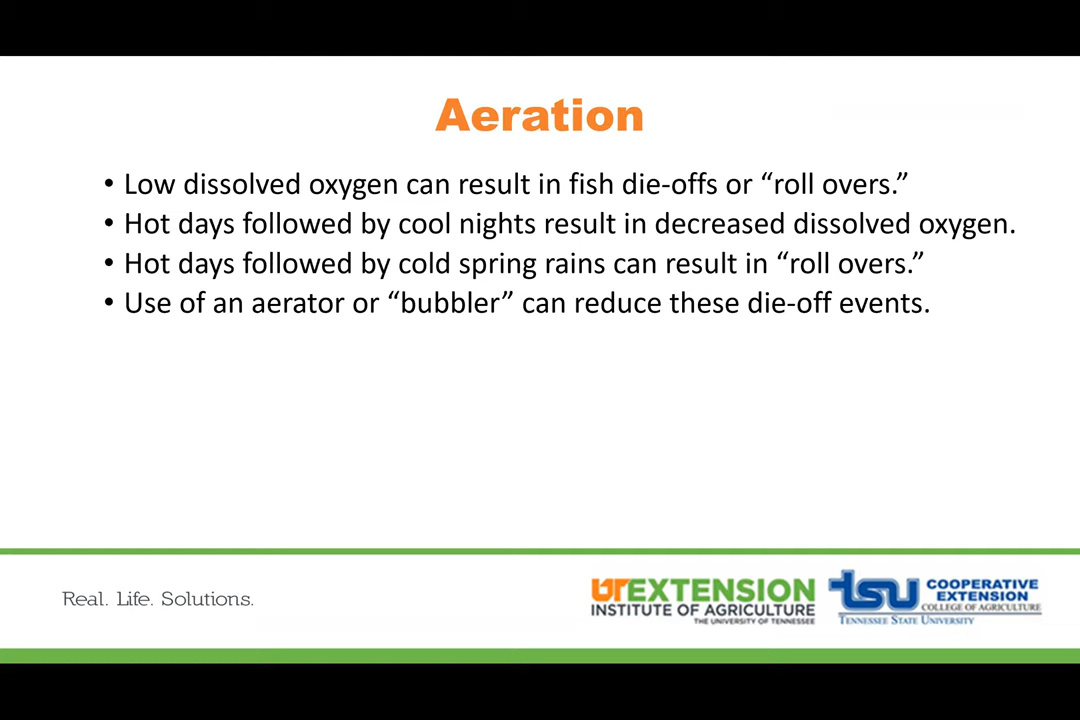 Aeration
• Low dissolved oxygen can result in fish die-offs or “roll overs.”
• Hot days followed by cool nights result in decreased dissolved oxygen.
• Hot days followed by cold spring rains can result in “roll overs.”
• Use of an aerator or “bubbler” can reduce these die-off events.
Real. Life. Solutions.
UTEXTENSION
INSTITUTE OF AGRICULTURE
THE UNIVERSITY OF TENNESSEE
tsu COOPERATIVE
EXTENSION
COLLEGE OF AGRICULTURE
TENNESSEE STATE UNIVERSITY